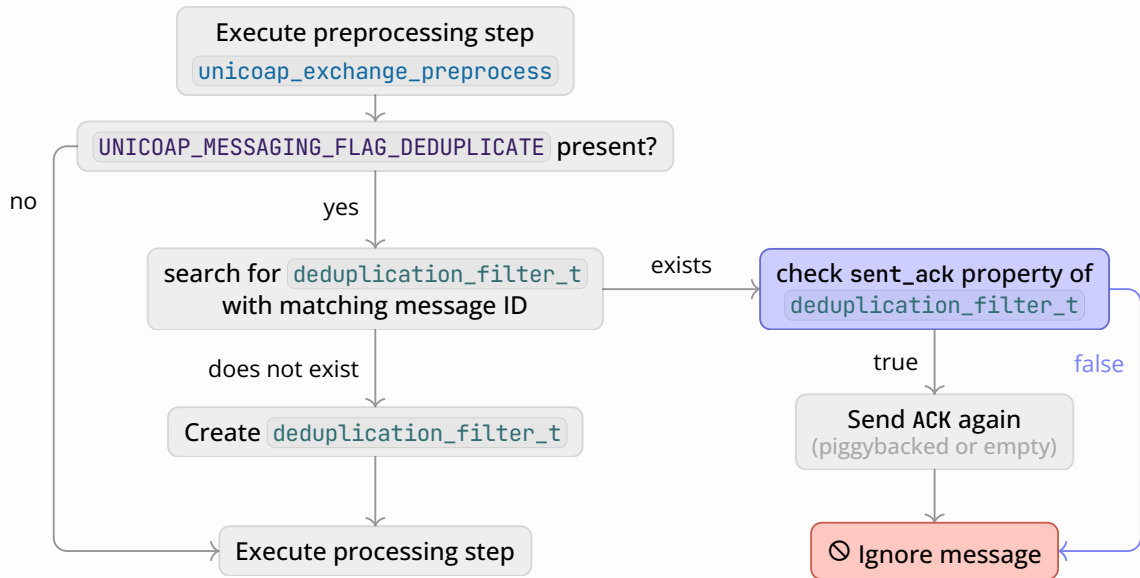 Execute preprocessing step
unicoap_exchange_preprocess
UNICOAP_MESSAGING_FLAG_DEDUPLICATE present?
no
yes
search for deduplication_filter_t
with matching message ID
exists
check sent_ack property of
deduplication_filter_t
does not exist
true
false
Create deduplication_filter_t
Send ACK again
(piggybacked or empty)
Execute processing step
Ignore message